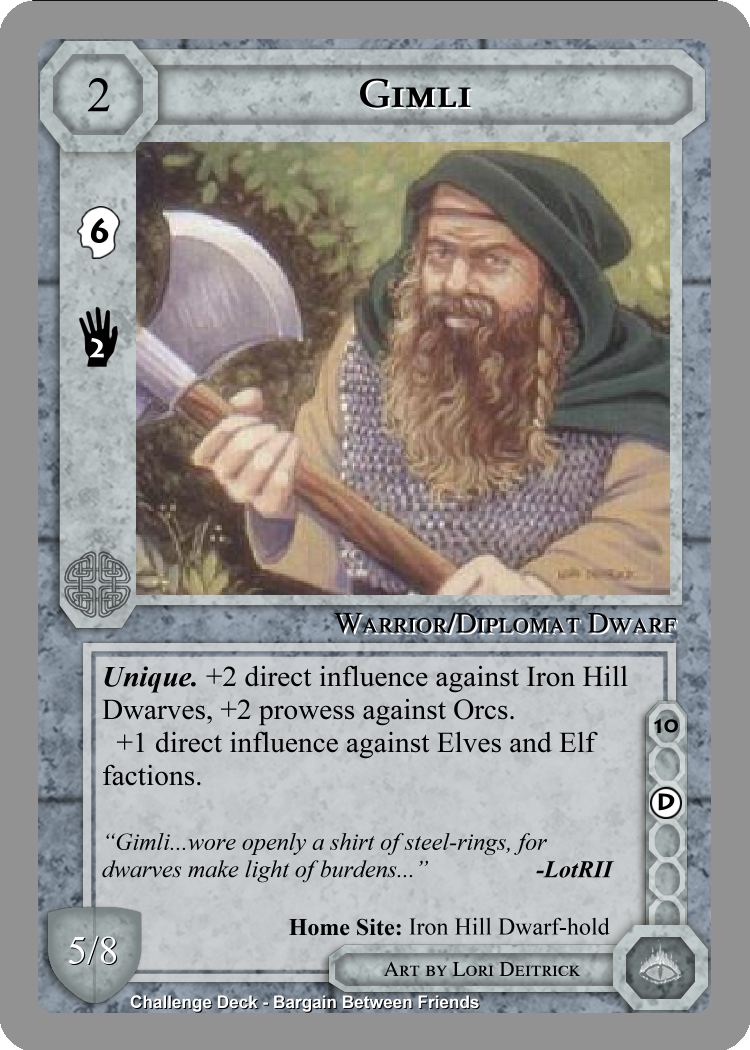 2
Gimli
6
2
Warrior/Diplomat Dwarf
Unique. +2 direct influence against Iron Hill
Dwarves, +2 prowess against Orcs.
+1 direct influence against Elves and Elf
factions.
10
D
“Gimli...wore openly a shirt of steel-rings, for
dwarves make light of burdens...” -LotRII
Home Site: Iron Hill Dwarf-hold
5/8
Art by Lori Deitrick
Challenge Deck - Bargain Between Friends